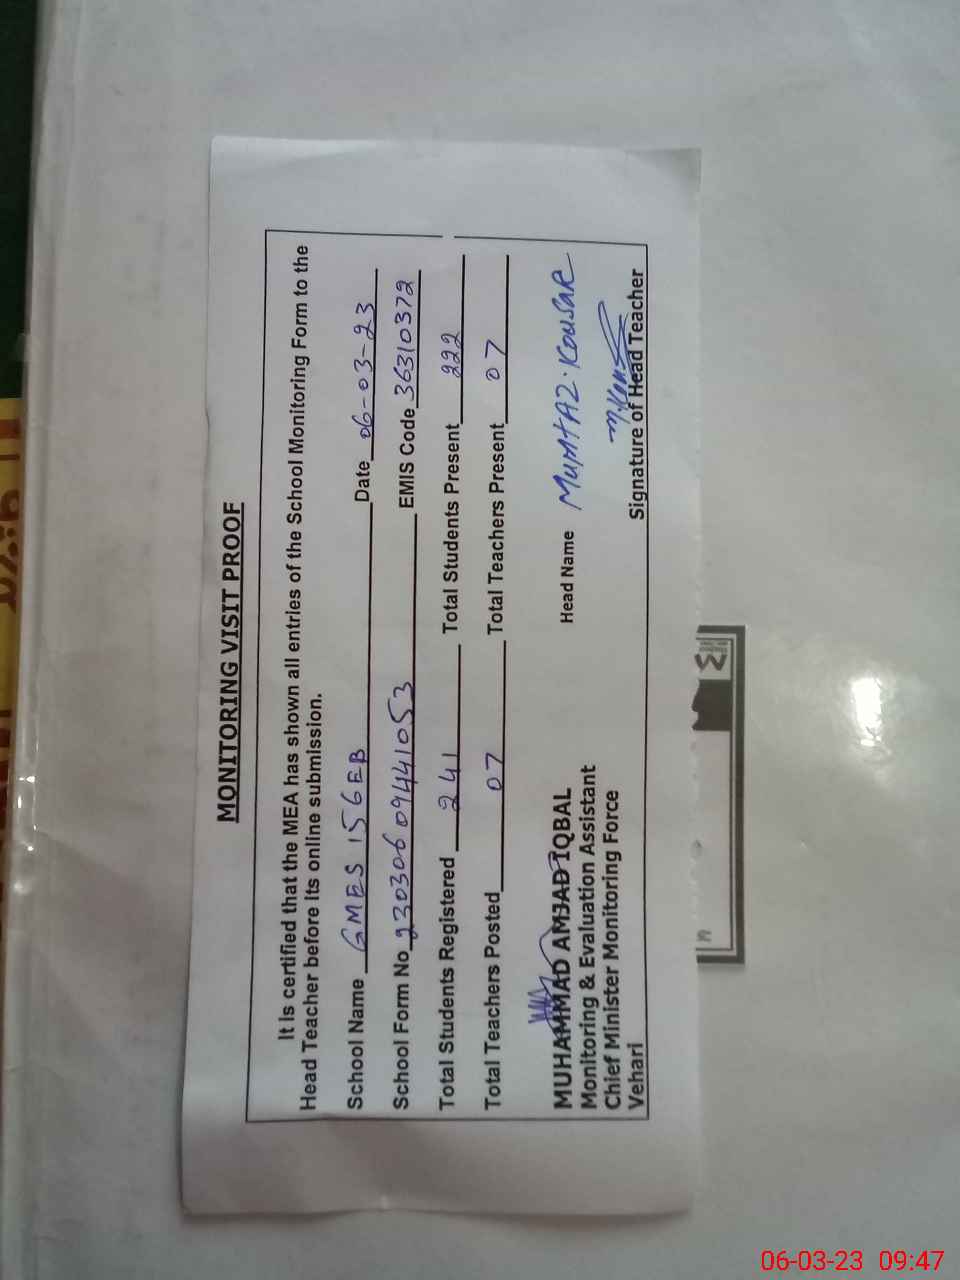 MONITORING VISIT PROOF
It is certified that the MEA has shown all entries of the School Monitoring Form to the
Head Teacher before its online submission.
School Name GMES 156EB Date 06-03-23
School Form No 23030609441053 EMIS Code 36310372
Total Students Registered 241 Total Students Present 222
Total Teachers Posted 07 Total Teachers Present 07
MUHAMMAD AMJAD IQBAL Head Name MUMTAZ.KOUSAR
Monitoring & Evaluation Assistant
Chief Minister Monitoring Force
Vehari Signature of Head Teacher
06-03-23 09:47